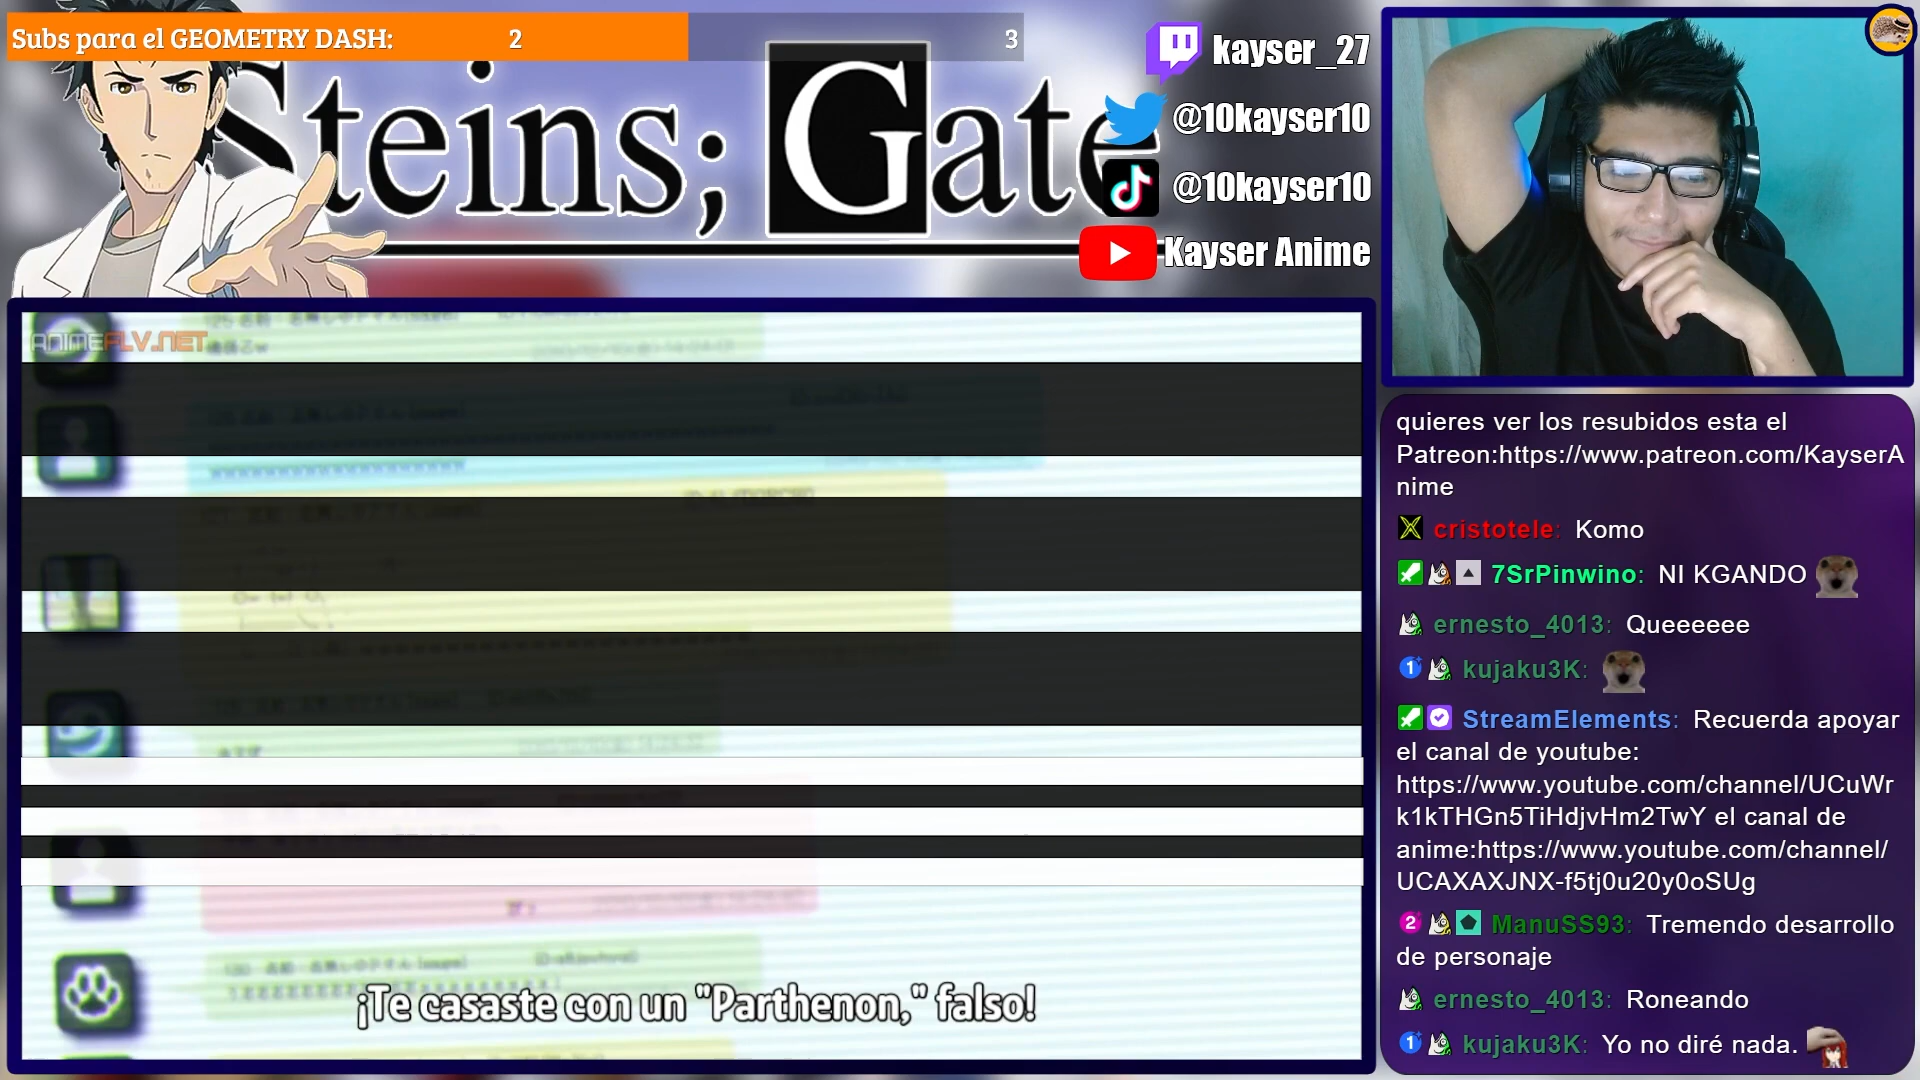 Subs para el GEOMETRY DASH: 2 3
Steins;Gate
kayser_27
@10kayser10
@10kayser10
Kayser Anime
ANIMEFLV.NET
¡Te casaste con un "Parthenon," falso!
quieres ver los resubidos esta el
Patreon:https://www.patreon.com/KayserA
nime
cristotele: Komo
7SrPinwino: NI KGANDO
ernesto_4013: Queeeeee
kujaku3K:
StreamElements: Recuerda apoyar
el canal de youtube:
https://www.youtube.com/channel/UCuWr
k1kTHGn5TiHdjvHm2TwY el canal de
anime:https://www.youtube.com/channel/
UCAXAXJNX-f5tj0u20y0oSUg
ManuSS93: Tremendo desarrollo
de personaje
ernesto_4013: Roneando
kujaku3K: Yo no diré nada.